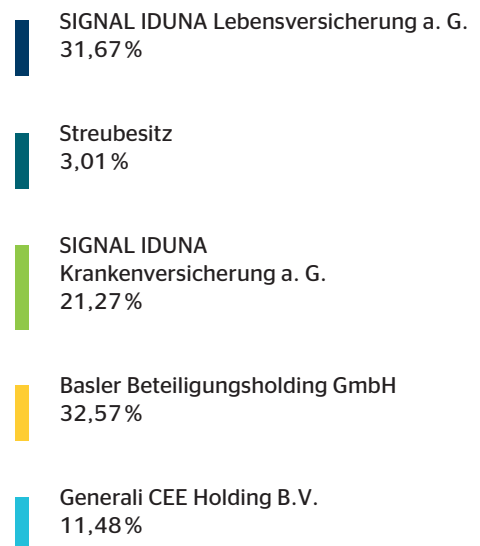 SIGNAL IDUNA Lebensversicherung a. G.
31,67 %
Streubesitz
3,01 %
SIGNAL IDUNA
Krankenversicherung a. G.
21,27 %
Basler Beteiligungsholding GmbH
32,57 %
Generali CEE Holding B.V.
11,48 %